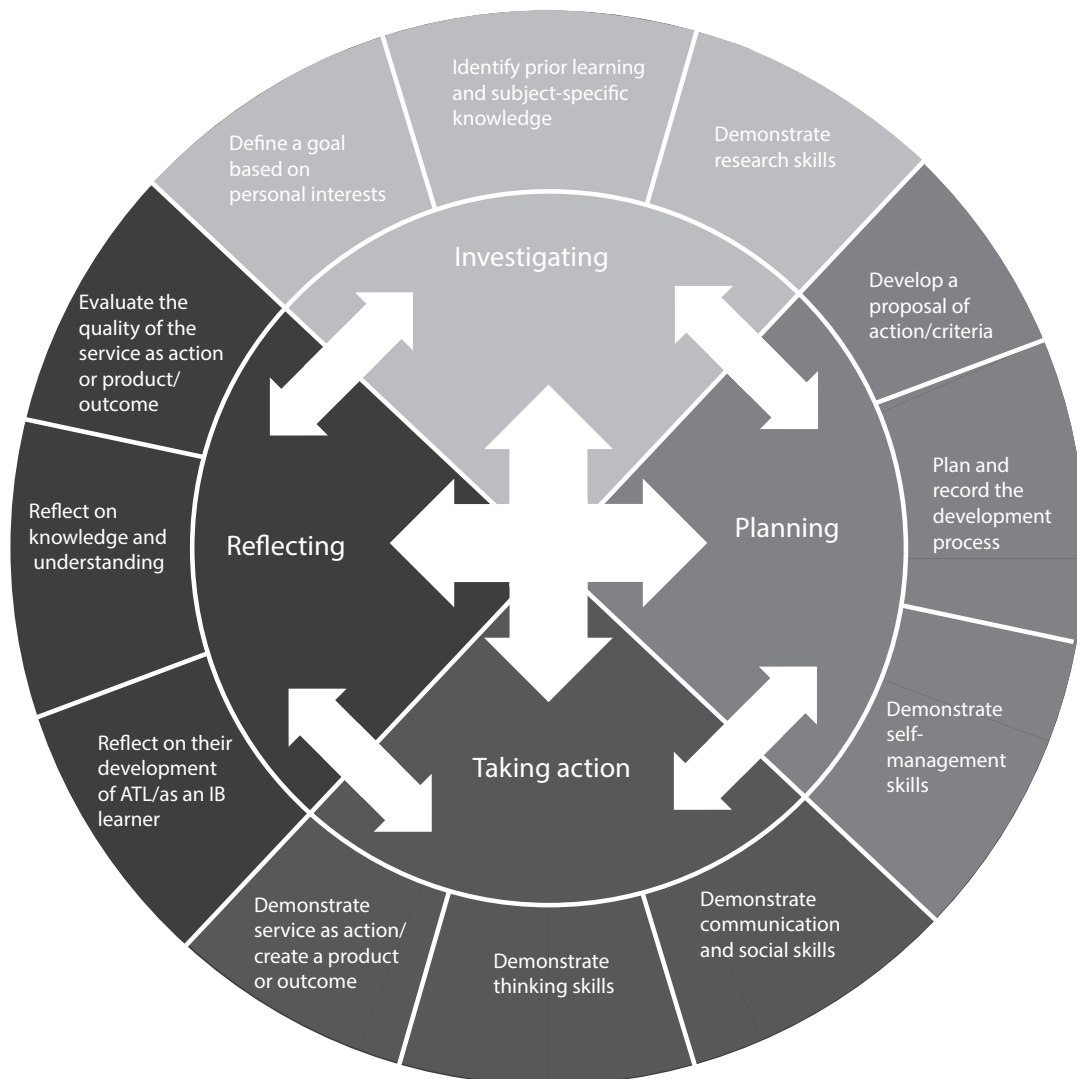 Identify prior learning
and subject-specific
knowledge
Define a goal
based on
personal interests
Demonstrate
research skills
Investigating
Develop a
proposal of
action/criteria
Evaluate the
quality of the
service as action
or product/
outcome
Plan and
record the
development
process
Reflect on
knowledge and
understanding
Reflecting
Planning
Demonstrate
self-
management
skills
Reflect on their
development
of ATL/as an IB
learner
Taking action
Demonstrate
service as action/
create a product
or outcome
Demonstrate
thinking skills
Demonstrate
communication
and social skills